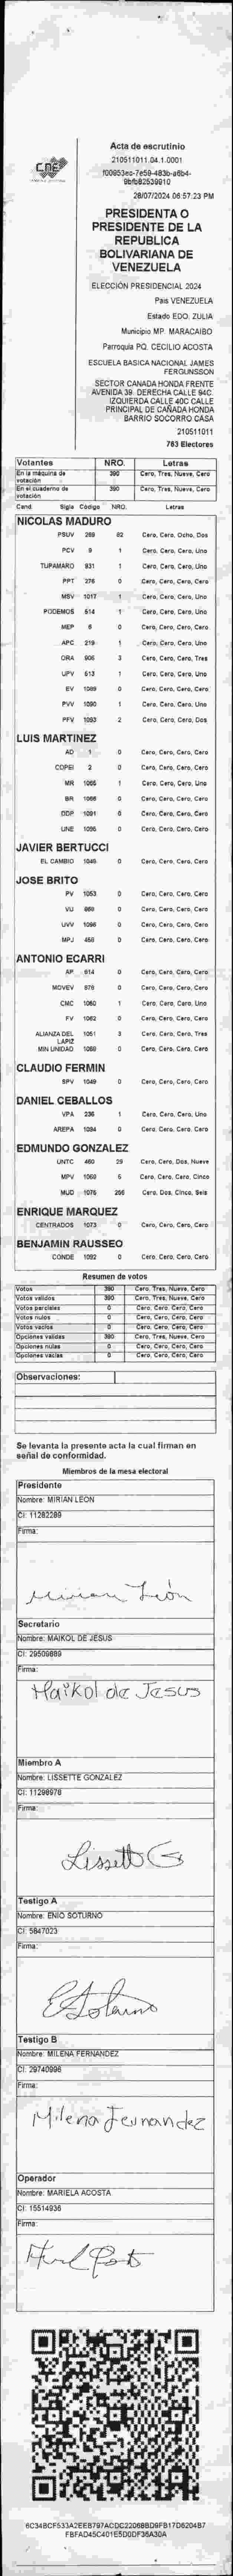 CNE
Acta de escrutinio
210511011.04.1.0001
28/07/2024 06:57:23 PM
PRESIDENTA O
PRESIDENTE DE LA
REPUBLICA
BOLIVARIANA DE
VENEZUELA
ELECCIÓN PRESIDENCIAL 2024
Pais VENEZUELA
Estado EDO. ZULIA
Municipio MP. MARACAIBO
Parroquia PQ. CECILIO ACOSTA
ESCUELA BASICA NACIONAL JAMES
FERGUNSSON
SECTOR CANADA HONDA FRENTE
AVENIDA 39. DERECHA CALLE 94C.
IZQUIERDA CALLE 40C CALLE
PRINCIPAL DE CAÑADA HONDA
BARRIO SOCORRO CASA
210511011
763 Electores
Votantes NRO. Letras
En la máquina de votación 390 Cero, Tres, Nueve, Cero
En el cuaderno de votación 390 Cero, Tres, Nueve, Cero
Cand Sigla Código NRO. Letras
NICOLAS MADURO
PSUV 269 82 Cero, Cero, Ocho, Dos
PCV 9 1 Cero, Cero, Cero, Uno
TUPAMARO 931 1 Cero, Cero, Cero, Uno
PPT 276 0 Cero, Cero, Cero, Cero
MSV 1017 1 Cero, Cero, Cero, Uno
PODEMOS 514 1 Cero, Cero, Cero, Uno
MEP 6 0 Cero, Cero, Cero, Cero
APC 219 1 Cero, Cero, Cero, Uno
ORA 906 3 Cero, Cero, Cero, Tres
UPV 613 1 Cero, Cero, Cero, Uno
EV 1089 0 Cero, Cero, Cero, Cero
PVV 1090 1 Cero, Cero, Cero, Uno
PFV 1093 2 Cero, Cero, Cero, Dos
LUIS MARTINEZ
AD 1 0 Cero, Cero, Cero, Cero
COPEI 2 0 Cero, Cero, Cero, Cero
MR 1065 1 Cero, Cero, Cero, Uno
BR 1068 0 Cero, Cero, Cero, Cero
DDP 1091 0 Cero, Cero, Cero, Cero
UNE 1095 0 Cero, Cero, Cero, Cero
JAVIER BERTUCCI
EL CAMBIO 1046 0 Cero, Cero, Cero, Cero
JOSE BRITO
PV 1053 0 Cero, Cero, Cero, Cero
VU 0 Cero, Cero, Cero, Cero
UVV 1098 0 Cero, Cero, Cero, Cero
MPJ 0 Cero, Cero, Cero, Cero
ANTONIO ECARRI
AP 614 0 Cero, Cero, Cero, Cero
MOVEV 0 Cero, Cero, Cero, Cero
CMC 1060 1 Cero, Cero, Cero, Uno
FV 1062 0 Cero, Cero, Cero, Cero
ALIANZA DEL LAPIZ 1051 3 Cero, Cero, Cero, Tres
MIN UNIDAD 0 Cero, Cero, Cero, Cero
CLAUDIO FERMIN
SPV 1049 0 Cero, Cero, Cero, Cero
DANIEL CEBALLOS
VPA 236 1 Cero, Cero, Cero, Uno
AREPA 1094 0 Cero, Cero, Cero, Cero
EDMUNDO GONZALEZ
UNTC 29 Cero, Cero, Dos, Nueve
MPV 5 Cero, Cero, Cero, Cinco
MUD 1076 256 Cero, Dos, Cinco, Seis
ENRIQUE MARQUEZ
CENTRADOS 1073 0 Cero, Cero, Cero, Cero
BENJAMIN RAUSSEO
CONDE 1092 0 Cero, Cero, Cero, Cero
Resumen de votos
Votos 390 Cero, Tres, Nueve, Cero
Votos validos 390 Cero, Tres, Nueve, Cero
Votos parciales 0 Cero, Cero, Cero, Cero
Votos nulos 0 Cero, Cero, Cero, Cero
Votos vacios 0 Cero, Cero, Cero, Cero
Opciones validas 390 Cero, Tres, Nueve, Cero
Opciones nulas 0 Cero, Cero, Cero, Cero
Opciones vacias 0 Cero, Cero, Cero, Cero
Observaciones:
Se levanta la presente acta la cual firman en
señal de conformidad.
Miembros de la mesa electoral
Presidente
Nombre: MIRIAN LEON
CI: 11282289
Firma:
Mirian León
Secretario
Nombre: MAIKOL DE JESUS
CI: 29509889
Firma:
Maikol de Jesus
Miembro A
Nombre: LISSETTE GONZALEZ
CI: 11296978
Firma:
Lissett G
Testigo A
Nombre: ENIO SOTURNO
CI: 5847023
Firma:
Testigo B
Nombre: MILENA FERNANDEZ
CI: 29740996
Firma:
Milena Fernandez
Operador
Nombre: MARIELA ACOSTA
CI: 15514936
Firma: